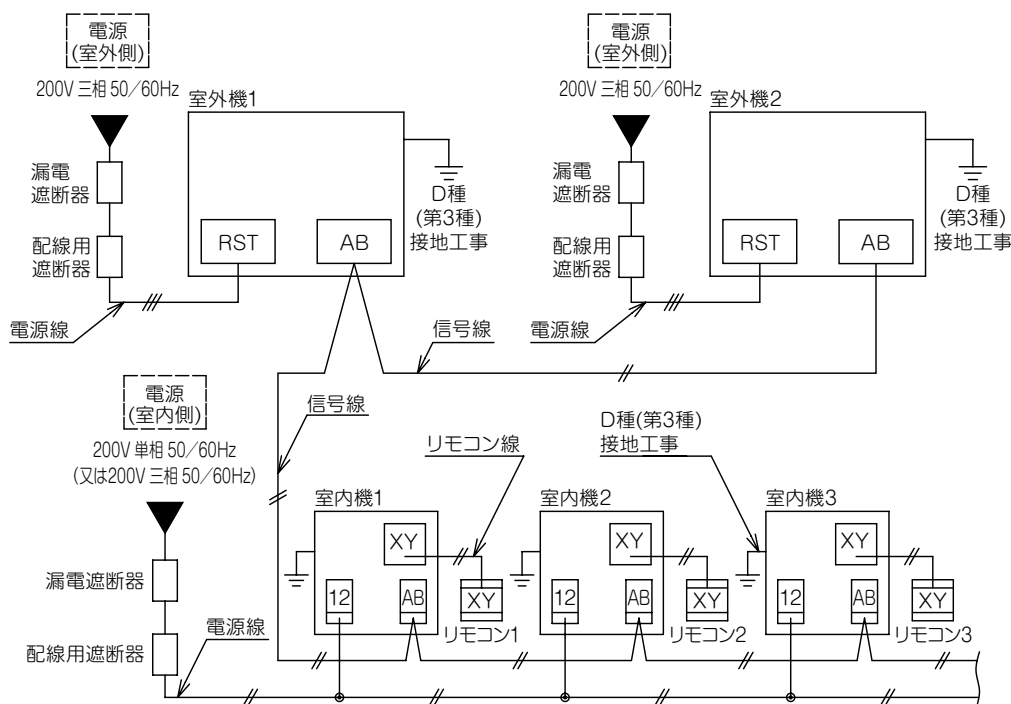 電源
(室外側)
200V 三相 50／60Hz
室外機1
漏電
遮断器
配線用
遮断器
RST
AB
D種
(第3種)
接地工事
電源線
電源
(室外側)
200V 三相 50／60Hz
室外機2
漏電
遮断器
配線用
遮断器
RST
AB
D種
(第3種)
接地工事
電源線
信号線
電源
(室内側)
200V 単相 50／60Hz
(又は200V 三相 50／60Hz)
信号線
リモコン線
D種(第3種)
接地工事
漏電遮断器
配線用遮断器
電源線
室内機1
XY
12
AB
XY
リモコン1
室内機2
XY
12
AB
XY
リモコン2
室内機3
XY
12
AB
XY
リモコン3